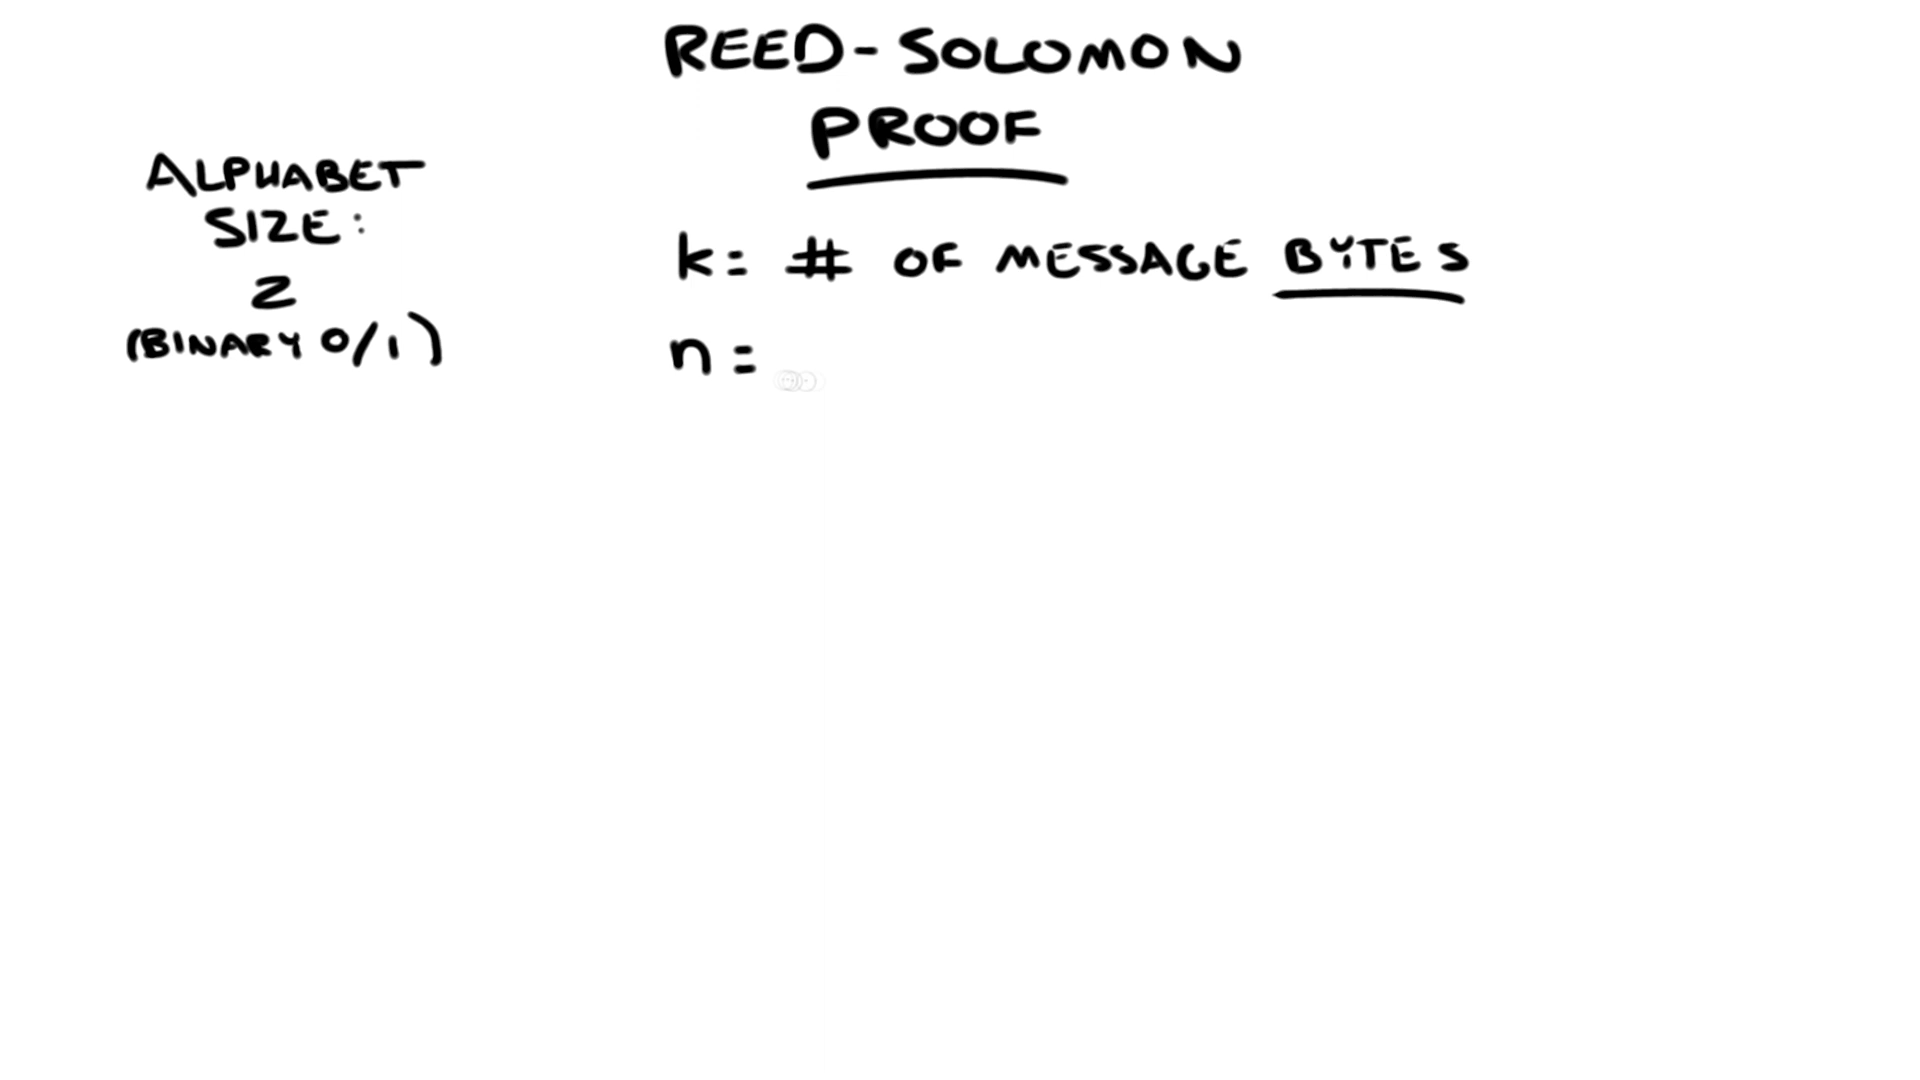 REED-SOLOMON
PROOF
ALPHABET
SIZE:
2
(BINARY 0/1)
k = # OF MESSAGE BYTES
n =